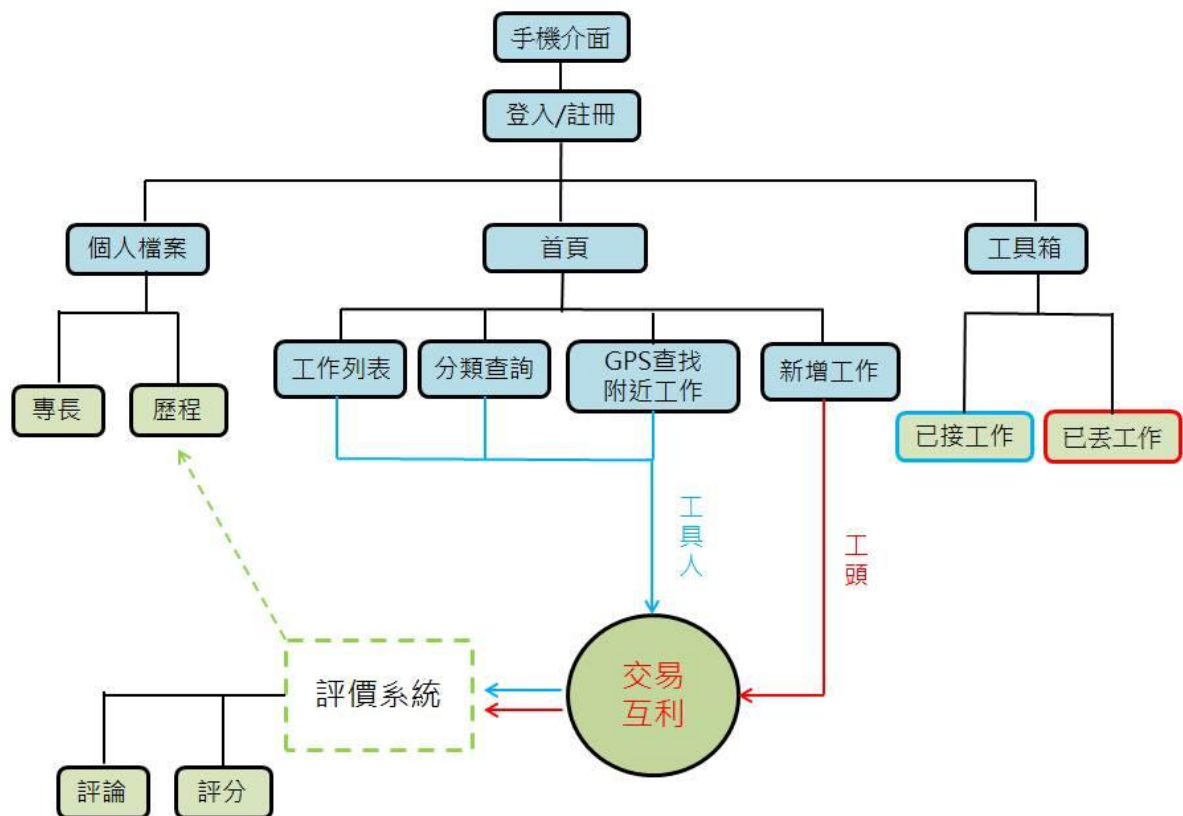 手機介面
登入/註冊
個人檔案
首頁
工具箱
工作列表
分類查詢
GPS查找
附近工作
新增工作
專長
歷程
已接工作
已丟工作
工具人
工頭
評價系統
交易
互利
評論
評分